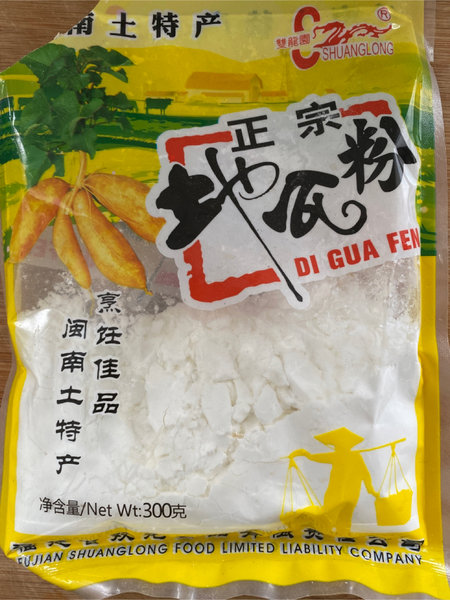 南土特产
雙龍園
®
SHUANGLONG
正宗
地瓜粉
DI GUA FEN
烹饪佳品
闽南土特产
净含量/Net Wt:300克
FUJIAN SHUANGLONG FOOD LIMITED LIABILITY COMPANY